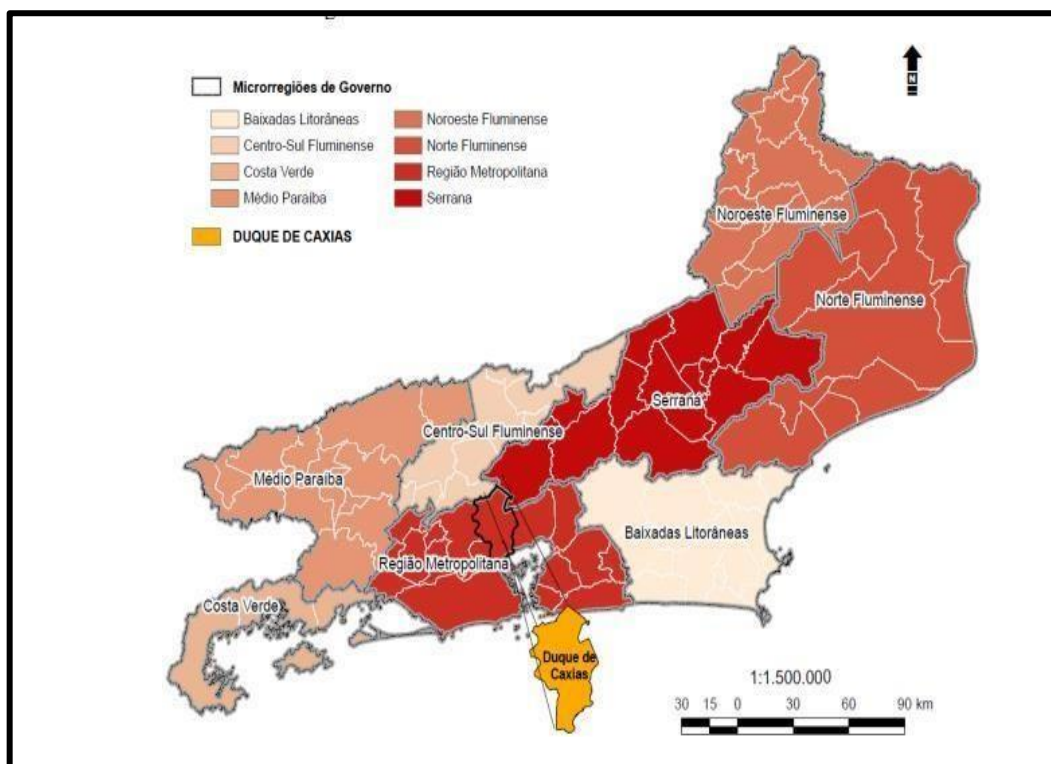 Microrregiões de Governo
Baixadas Litorâneas
Centro-Sul Fluminense
Costa Verde
Médio Paraíba
Noroeste Fluminense
Norte Fluminense
Região Metropolitana
Serrana
DUQUE DE CAXIAS
N
Noroeste Fluminense
Norte Fluminense
Serrana
Centro-Sul Fluminense
Médio Paraíba
Baixadas Litorâneas
Região Metropolitana
Costa Verde
Duque de
Caxias
1:1.500.000
30 15 0 30 60 90 km